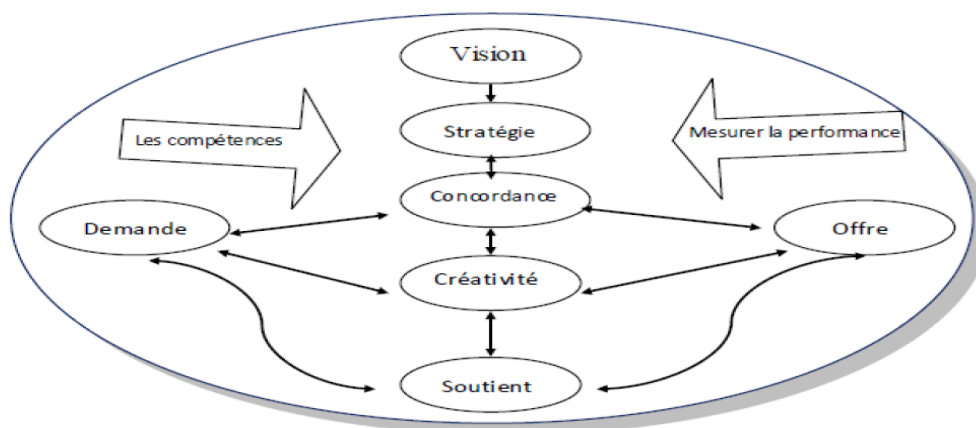 Vision
Stratégie
Les compétences
Mesurer la performance
Concordance
Demande
Offre
Créativité
Soutient